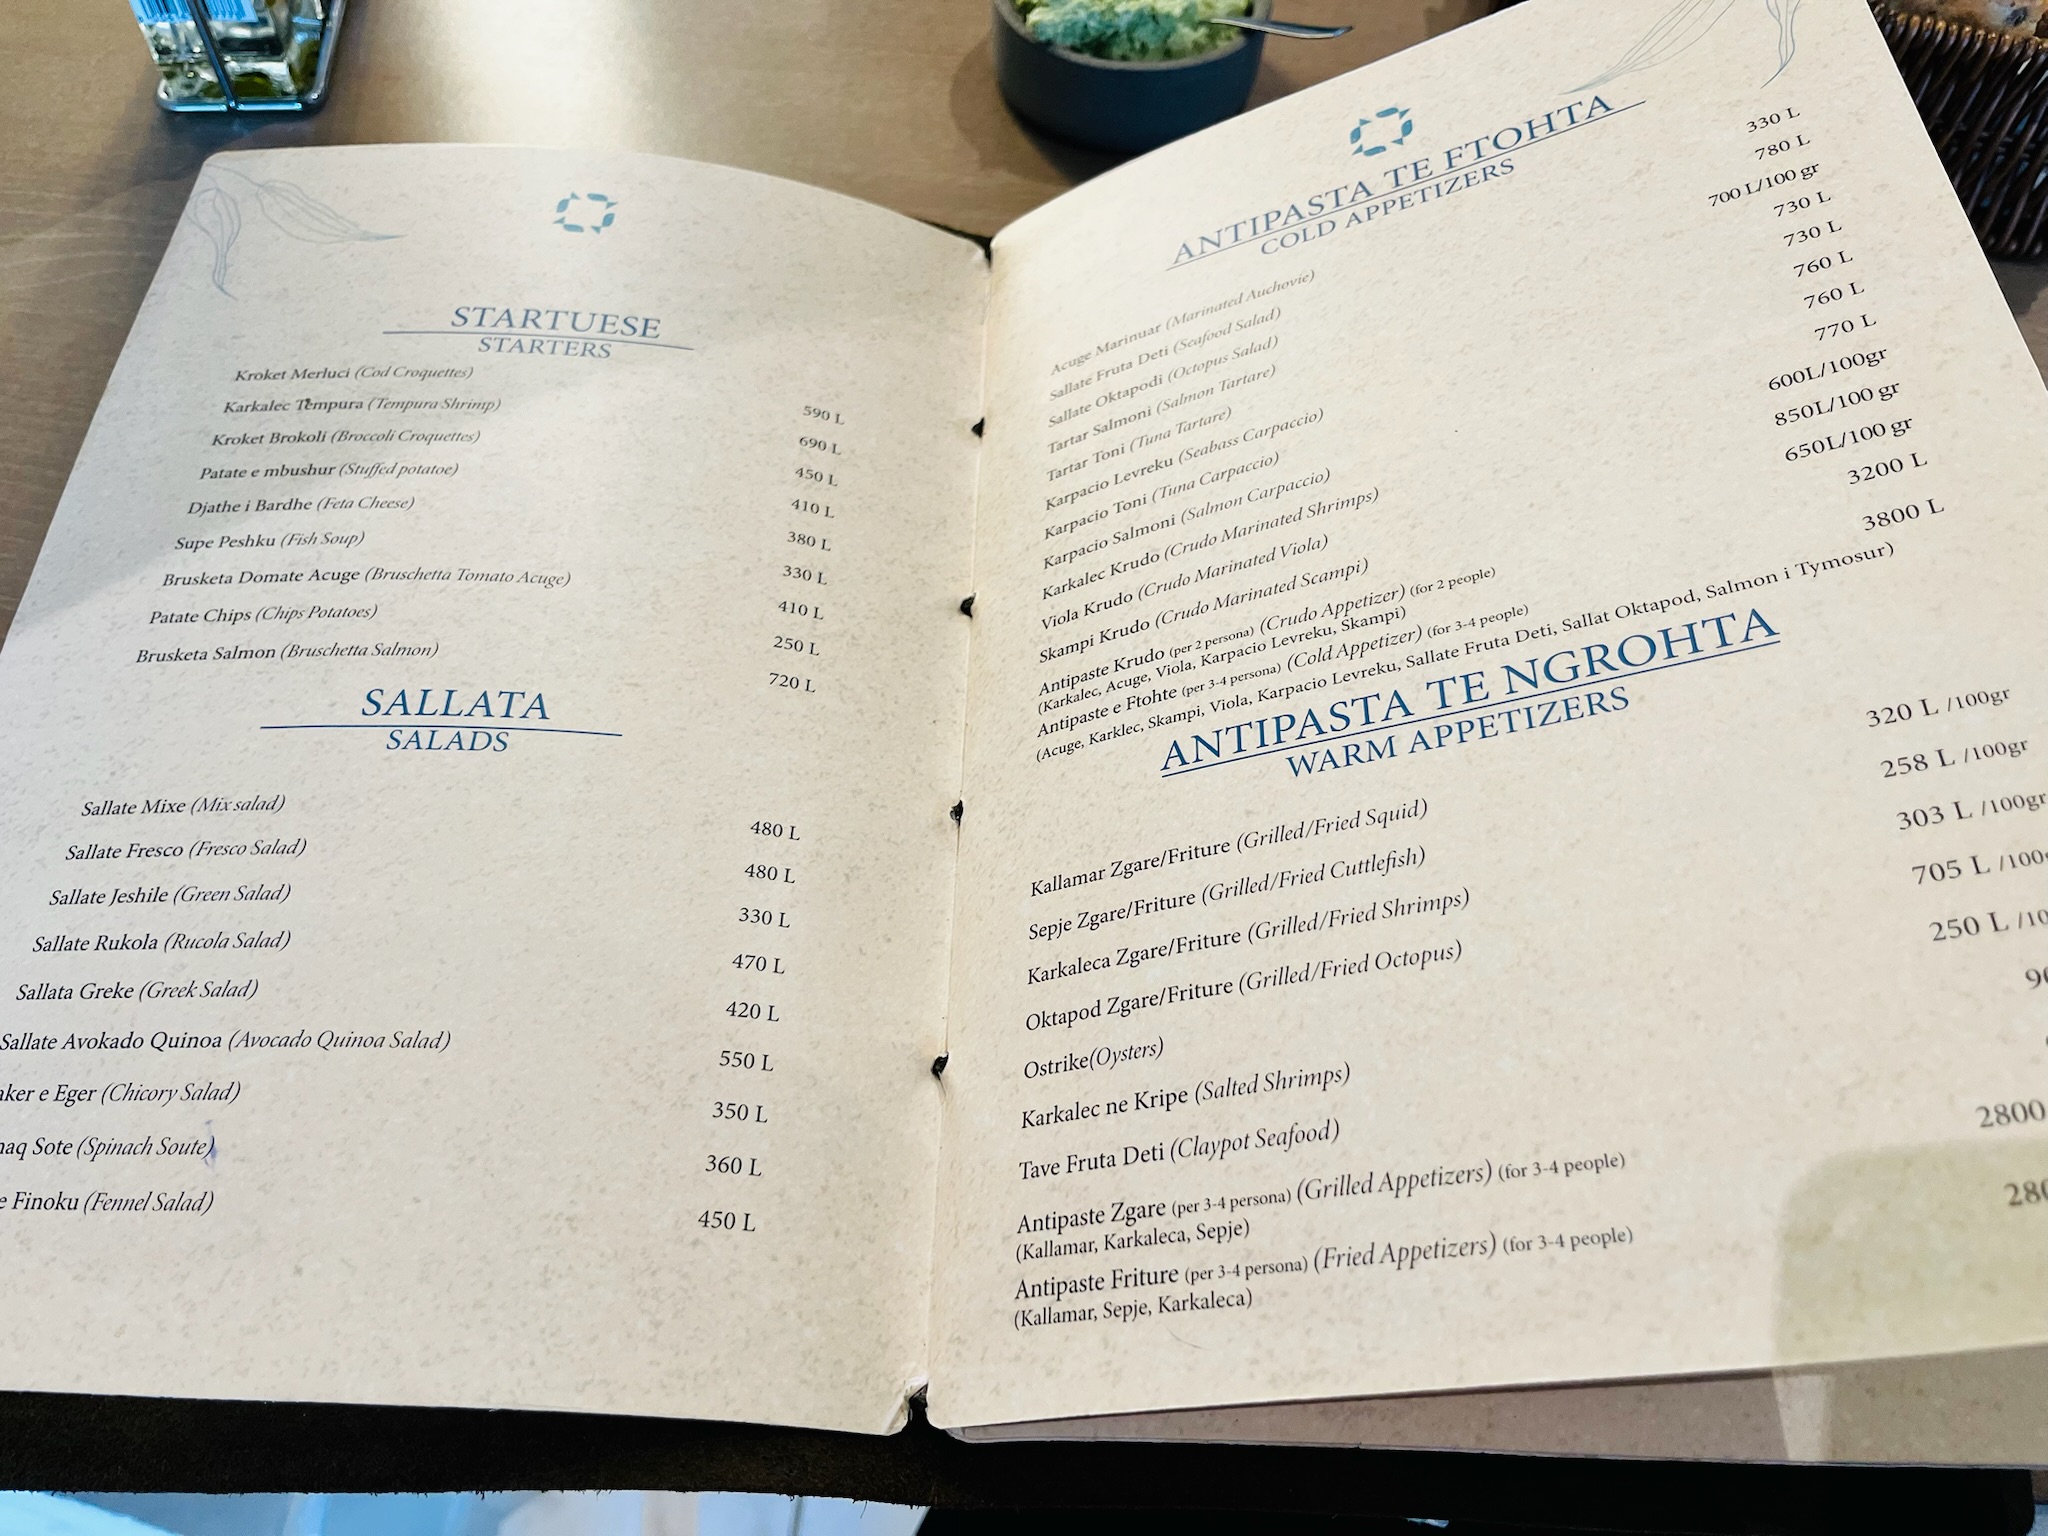 STARTUESE
STARTERS
Kroket Merluci (Cod Croquettes) 590 L
Karkalec Tempura (Tempura Shrimp) 690 L
Kroket Brokoli (Broccoli Croquettes) 450 L
Patate e mbushur (Stuffed potatoe) 410 L
Djathe i Bardhe (Feta Cheese) 380 L
Supe Peshku (Fish Soup) 330 L
Brusketa Domate Acuge (Bruschetta Tomato Acuge) 410 L
Patate Chips (Chips Potatoes) 250 L
Brusketa Salmon (Bruschetta Salmon) 720 L
SALLATA
SALADS
Sallate Mixe (Mix salad) 480 L
Sallate Fresco (Fresco Salad) 480 L
Sallate Jeshile (Green Salad) 330 L
Sallate Rukola (Rucola Salad) 470 L
Sallata Greke (Greek Salad) 420 L
Sallate Avokado Quinoa (Avocado Quinoa Salad) 550 L
aker e Eger (Chicory Salad) 350 L
naq Sote (Spinach Soute) 360 L
e Finoku (Fennel Salad) 450 L
ANTIPASTA TE FTOHTA
COLD APPETIZERS
Acuge Marinuar (Marinated Auchovie) 330 L
Sallate Fruta Deti (Seafood Salad) 780 L
Sallate Oktapodi (Octopus Salad) 700 L/100 gr
Tartar Salmoni (Salmon Tartare) 730 L
Tartar Toni (Tuna Tartare) 730 L
Karpacio Levreku (Seabass Carpaccio) 760 L
Karpacio Toni (Tuna Carpaccio) 760 L
Karpacio Salmoni (Salmon Carpaccio) 770 L
Karkalec Krudo (Crudo Marinated Shrimps) 600L/100gr
Viola Krudo (Crudo Marinated Viola) 850L/100 gr
Skampi Krudo (Crudo Marinated Scampi) 650L/100 gr
Antipaste Krudo (per 2 persona) (Crudo Appetizer) (for 2 people) 3200 L
(Karkalec, Acuge, Viola, Karpacio Levreku, Skampi)
Antipaste e Ftohte (per 3-4 persona) (Cold Appetizer) (for 3-4 people) 3800 L
(Acuge, Karklec, Skampi, Viola, Karpacio Levreku, Sallate Fruta Deti, Sallat Oktapod, Salmon i Tymosur)
ANTIPASTA TE NGROHTA
WARM APPETIZERS
Kallamar Zgare/Friture (Grilled/Fried Squid) 320 L /100gr
Sepje Zgare/Friture (Grilled/Fried Cuttlefish) 258 L /100gr
Karkaleca Zgare/Friture (Grilled/Fried Shrimps) 303 L /100gr
Oktapod Zgare/Friture (Grilled/Fried Octopus) 705 L /100g
Ostrike(Oysters) 250 L /10
Karkalec ne Kripe (Salted Shrimps) 90
Tave Fruta Deti (Claypot Seafood)
Antipaste Zgare (per 3-4 persona) (Grilled Appetizers) (for 3-4 people) 2800
(Kallamar, Karkaleca, Sepje)
Antipaste Friture (per 3-4 persona) (Fried Appetizers) (for 3-4 people) 280
(Kallamar, Sepje, Karkaleca)